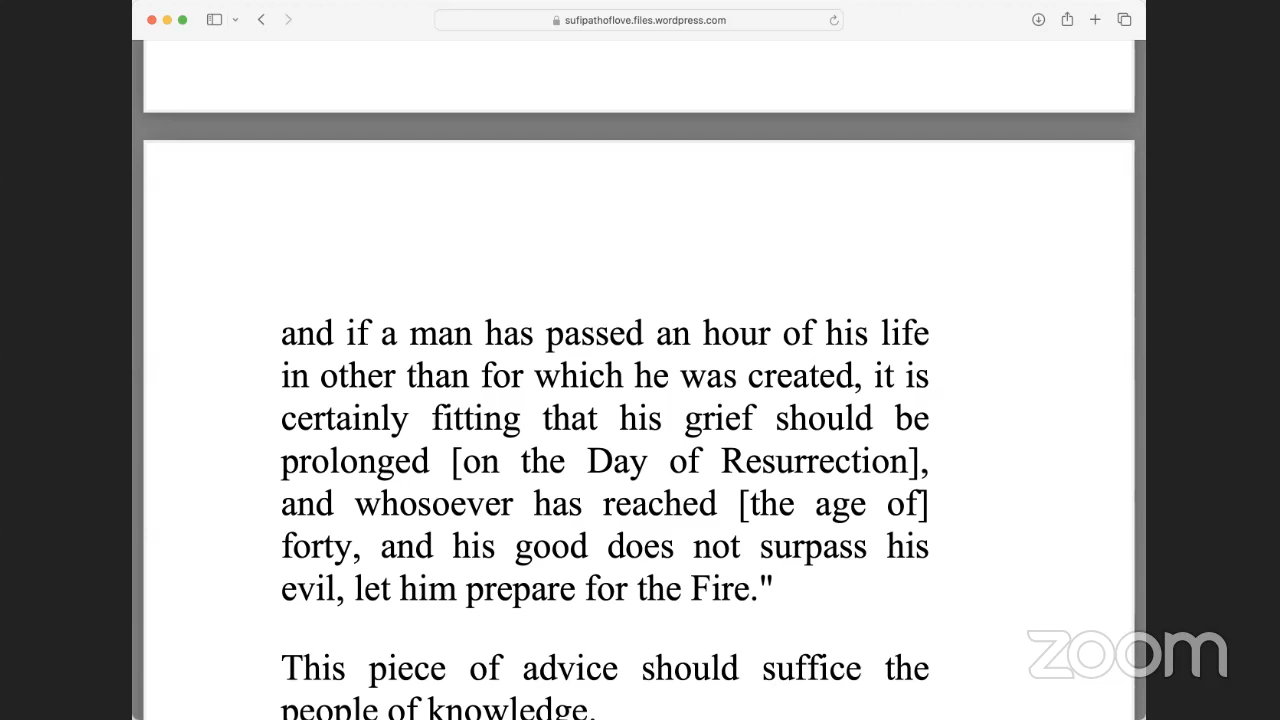 sufipathoflove.files.wordpress.com
and if a man has passed an hour of his life
in other than for which he was created, it is
certainly fitting that his grief should be
prolonged [on the Day of Resurrection],
and whosoever has reached [the age of]
forty, and his good does not surpass his
evil, let him prepare for the Fire."
This piece of advice should suffice the
people of knowledge.
zoom